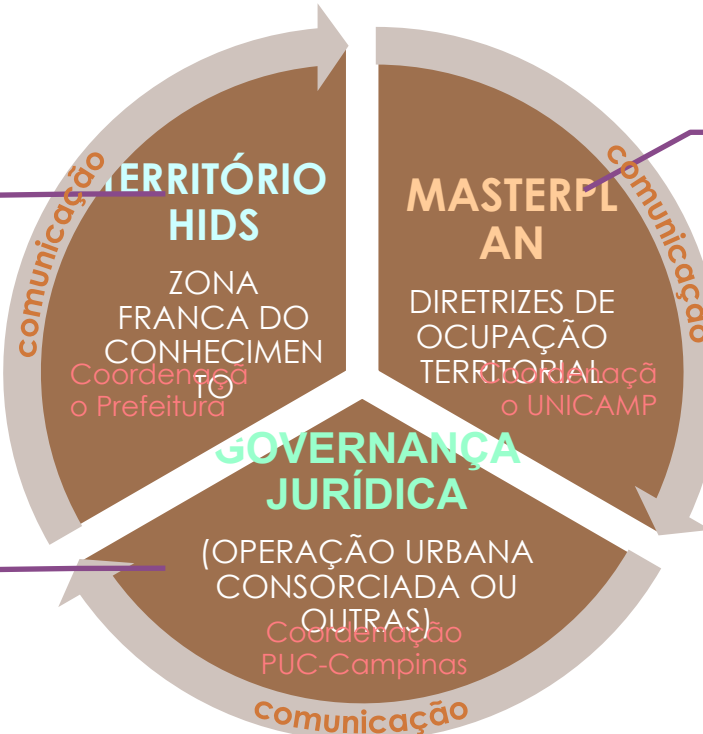 comunicação
TERRITÓRIO
HIDS
ZONA
FRANCA DO
CONHECIMEN
TO
Coordenaçã
o Prefeitura
comunicação
MASTERPL
AN
DIRETRIZES DE
OCUPAÇÃO
TERRITORIAL
Coordenaçã
o UNICAMP
GOVERNANÇA
JURÍDICA
(OPERAÇÃO URBANA
CONSORCIADA OU
OUTRAS)
Coordenação
PUC-Campinas
comunicação